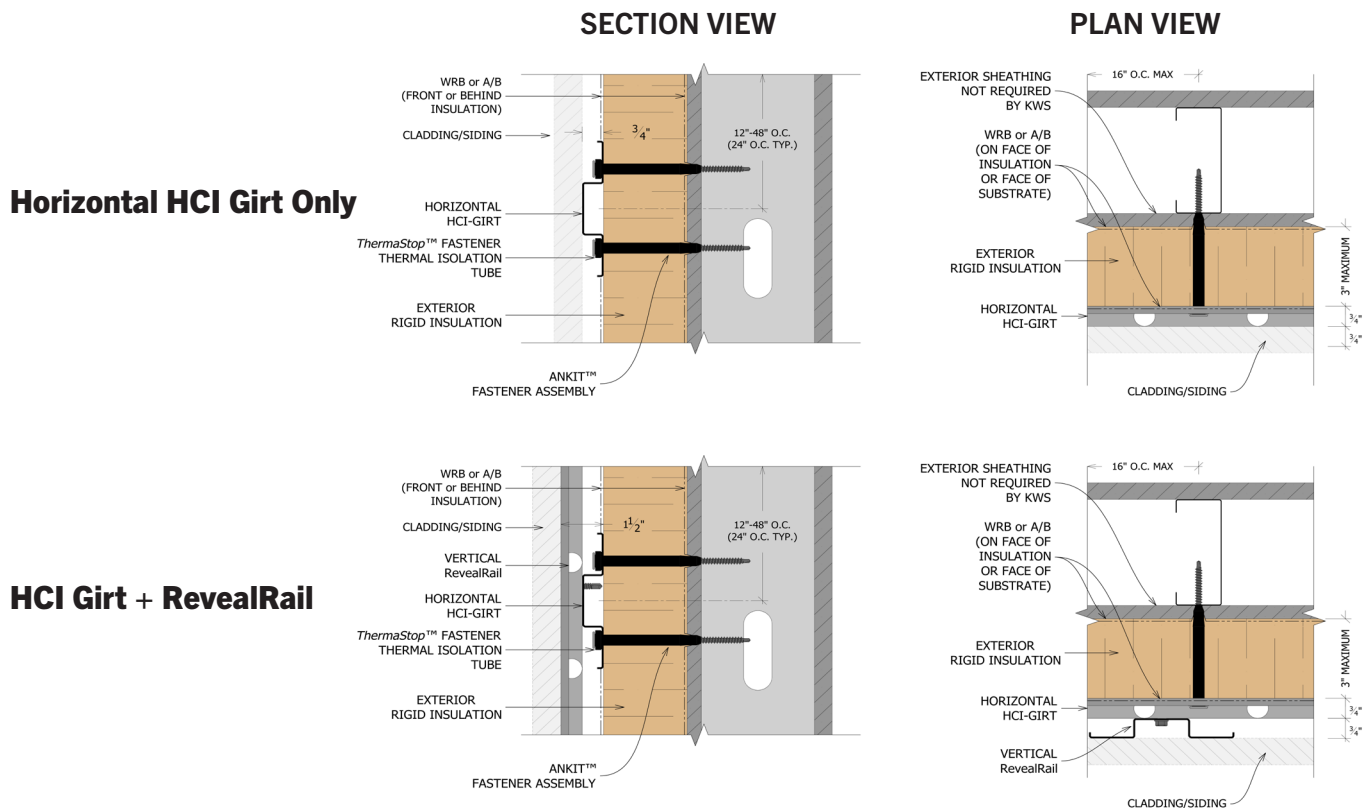 SECTION VIEW
PLAN VIEW
Horizontal HCI Girt Only
WRB or A/B
(FRONT or BEHIND
INSULATION)
CLADDING/SIDING
HORIZONTAL
HCI-GIRT
ThermaStop™ FASTENER
THERMAL ISOLATION
TUBE
EXTERIOR
RIGID INSULATION
ANKIT™
FASTENER ASSEMBLY
3/4"
12"-48" O.C.
(24" O.C. TYP.)
16" O.C. MAX
EXTERIOR SHEATHING
NOT REQUIRED
BY KWS
WRB or A/B
(ON FACE OF
INSULATION
OR FACE OF
SUBSTRATE)
EXTERIOR
RIGID INSULATION
HORIZONTAL
HCI-GIRT
CLADDING/SIDING
3" MAXIMUM
3/4"
3/4"
HCI Girt + RevealRail
WRB or A/B
(FRONT or BEHIND
INSULATION)
CLADDING/SIDING
VERTICAL
RevealRail
HORIZONTAL
HCI-GIRT
ThermaStop™ FASTENER
THERMAL ISOLATION
TUBE
EXTERIOR
RIGID INSULATION
ANKIT™
FASTENER ASSEMBLY
1 1/2"
12"-48" O.C.
(24" O.C. TYP.)
16" O.C. MAX
EXTERIOR SHEATHING
NOT REQUIRED
BY KWS
WRB or A/B
(ON FACE OF
INSULATION
OR FACE OF
SUBSTRATE)
EXTERIOR
RIGID INSULATION
HORIZONTAL
HCI-GIRT
VERTICAL
RevealRail
CLADDING/SIDING
3" MAXIMUM
3/4"
3/4"